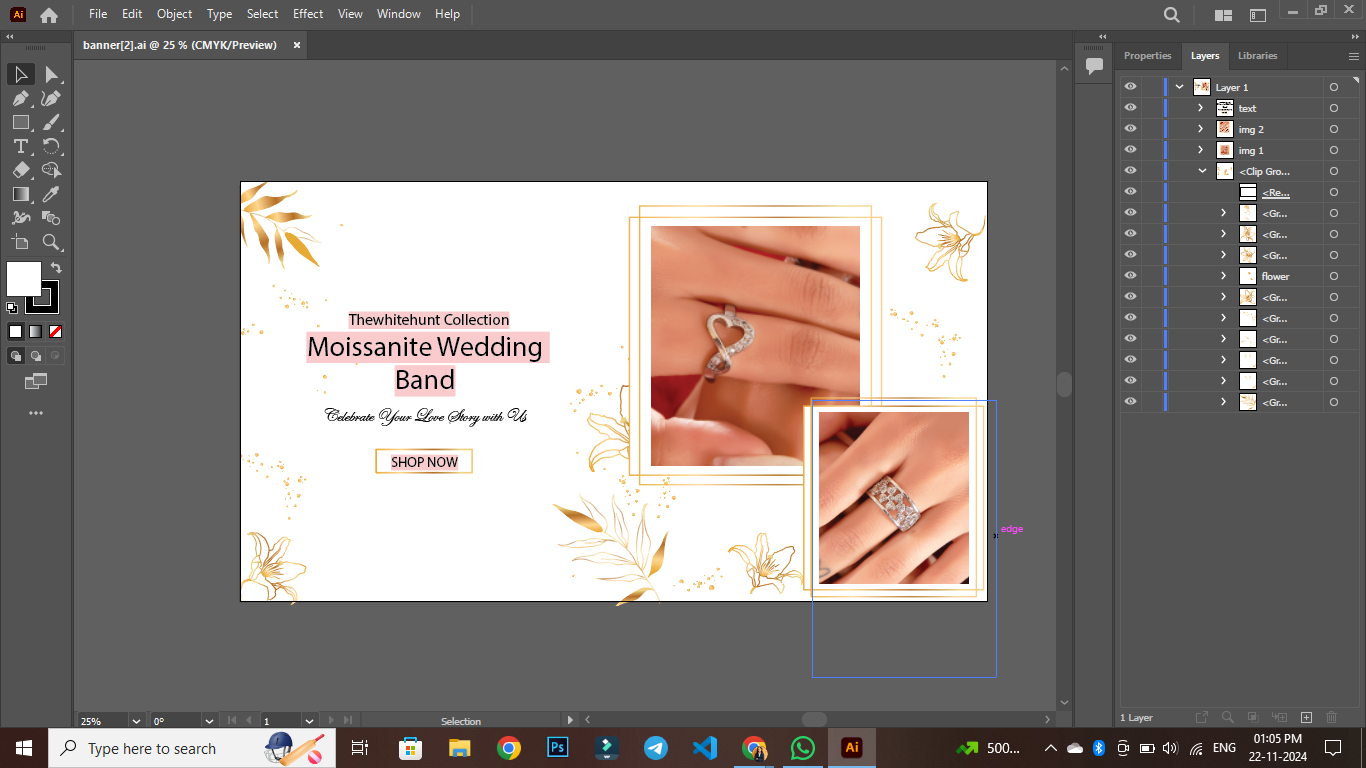 Ai
File Edit Object Type Select Effect View Window Help
banner[2].ai @ 25 % (CMYK/Preview) ×
Properties Layers Libraries
Layer 1
text
img 2
img 1
<Clip Gro...
<Re...
<Gr...
<Gr...
<Gr...
flower
<Gr...
<Gr...
<Gr...
<Gr...
<Gr...
<Gr...
Thewhitehunt Collection
Moissanite Wedding
Band
Celebrate Your Love Story with Us
SHOP NOW
edge
25% 0° 1 Selection
1 Layer
Type here to search
Ps
Ai
500...
ENG
01:05 PM
22-11-2024